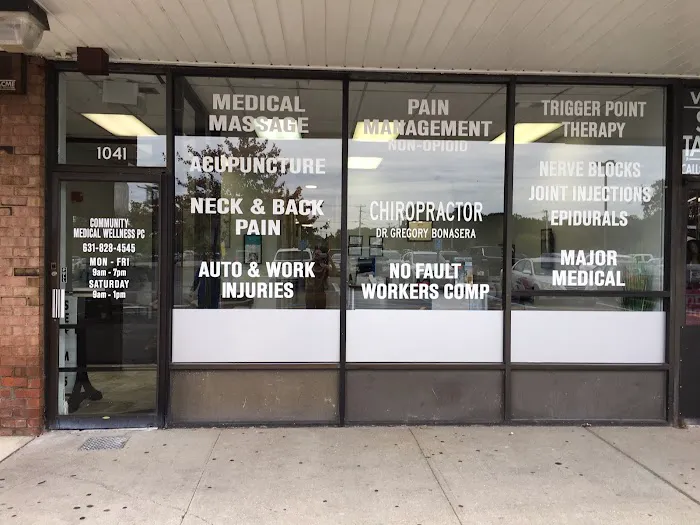 1041
COMMUNITY
MEDICAL WELLNESS PC
631-828-4545
MON - FRI
9am - 7pm
SATURDAY
9am - 1pm
MEDICAL
MASSAGE
ACUPUNCTURE
NECK & BACK
PAIN
AUTO & WORK
INJURIES
PAIN
MANAGEMENT
NON-OPIOID
CHIROPRACTOR
DR. GREGORY BONASERA
NO FAULT
WORKERS COMP
TRIGGER POINT
THERAPY
NERVE BLOCKS
JOINT INJECTIONS
EPIDURALS
MAJOR
MEDICAL